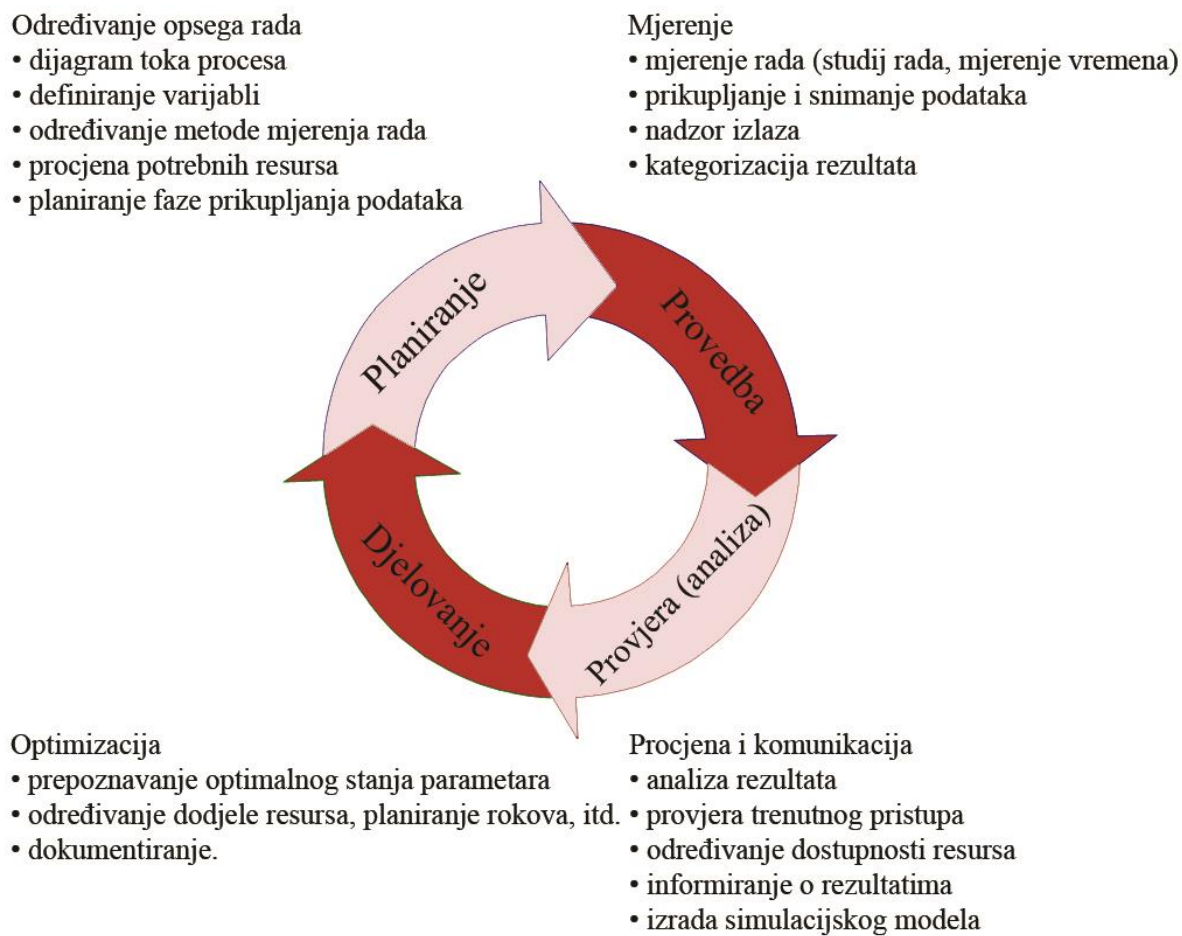 Određivanje opsega rada
• dijagram toka procesa
• definiranje varijabli
• određivanje metode mjerenja rada
• procjena potrebnih resursa
• planiranje faze prikupljanja podataka
Mjerenje
• mjerenje rada (studij rada, mjerenje vremena)
• prikupljanje i snimanje podataka
• nadzor izlaza
• kategorizacija rezultata
Planiranje
Provedba
Provjera (analiza)
Djelovanje
Optimizacija
• prepoznavanje optimalnog stanja parametara
• određivanje dodjele resursa, planiranje rokova, itd.
• dokumentiranje.
Procjena i komunikacija
• analiza rezultata
• provjera trenutnog pristupa
• određivanje dostupnosti resursa
• informiranje o rezultatima
• izrada simulacijskog modela